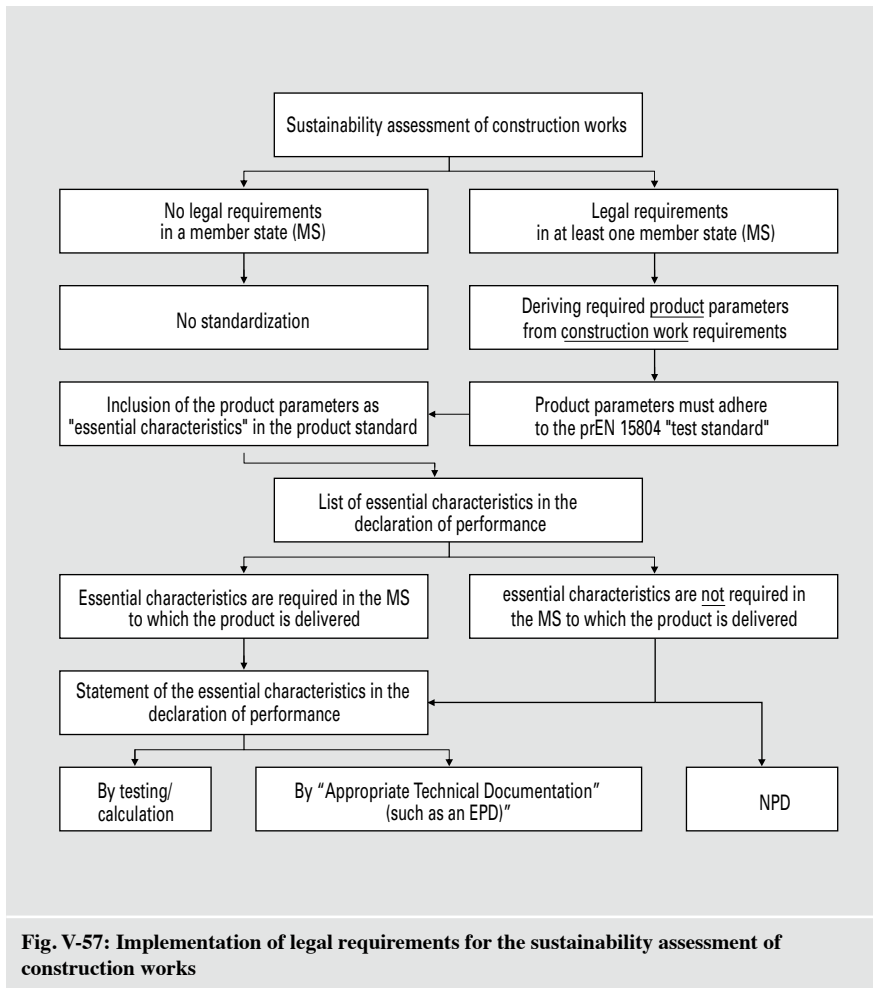 Sustainability assessment of construction works
No legal requirements
in a member state (MS)
Legal requirements
in at least one member state (MS)
No standardization
Deriving required product parameters
from construction work requirements
Inclusion of the product parameters as
"essential characteristics" in the product standard
Product parameters must adhere
to the prEN 15804 "test standard"
List of essential characteristics in the
declaration of performance
Essential characteristics are required in the MS
to which the product is delivered
essential characteristics are not required in
the MS to which the product is delivered
Statement of the essential characteristics in the
declaration of performance
By testing/
calculation
By “Appropriate Technical Documentation”
(such as an EPD)”
NPD
Fig. V-57: Implementation of legal requirements for the sustainability assessment of
construction works